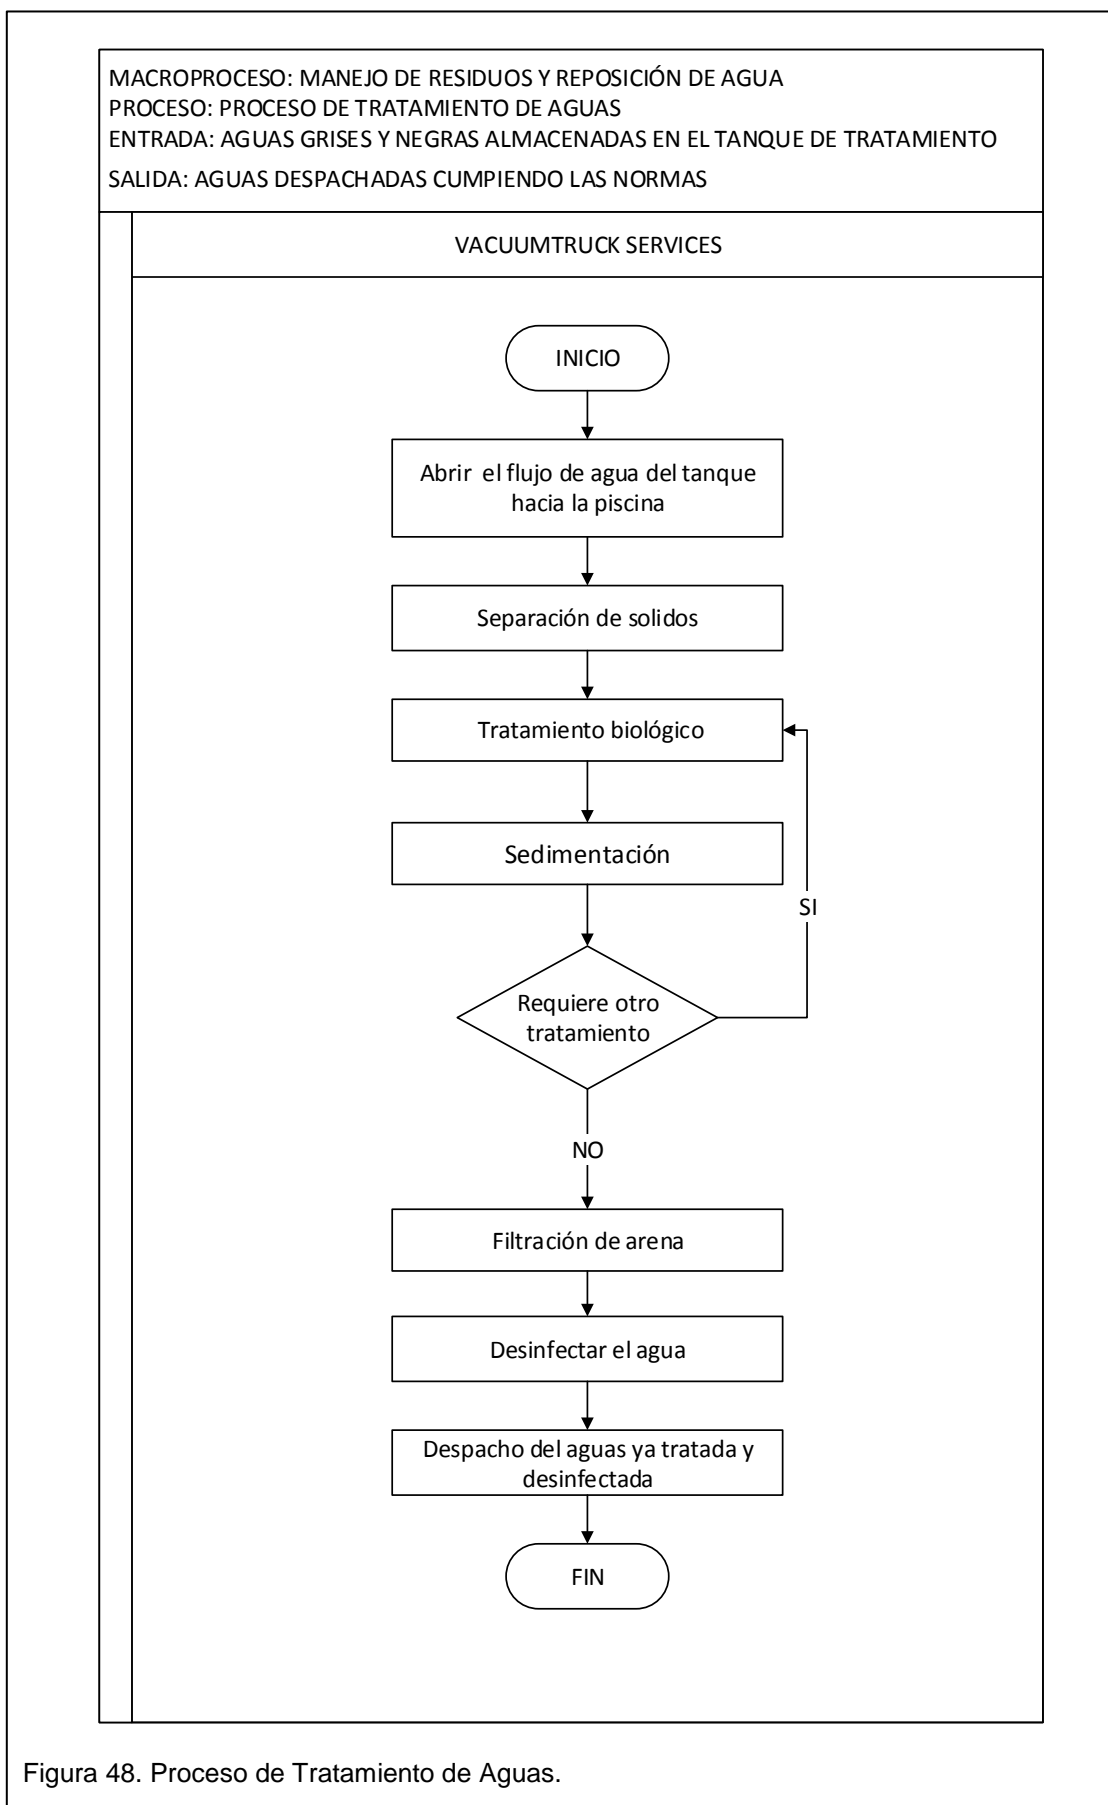 MACROPROCESO: MANEJO DE RESIDUOS Y REPOSICIÓN DE AGUA
PROCESO: PROCESO DE TRATAMIENTO DE AGUAS
ENTRADA: AGUAS GRISES Y NEGRAS ALMACENADAS EN EL TANQUE DE TRATAMIENTO
SALIDA: AGUAS DESPACHADAS CUMPIENDO LAS NORMAS
VACUUMTRUCK SERVICES
INICIO
Abrir el flujo de agua del tanque
hacia la piscina
Separación de solidos
Tratamiento biológico
Sedimentación
SI
Requiere otro
tratamiento
NO
Filtración de arena
Desinfectar el agua
Despacho del aguas ya tratada y
desinfectada
FIN
Figura 48. Proceso de Tratamiento de Aguas.